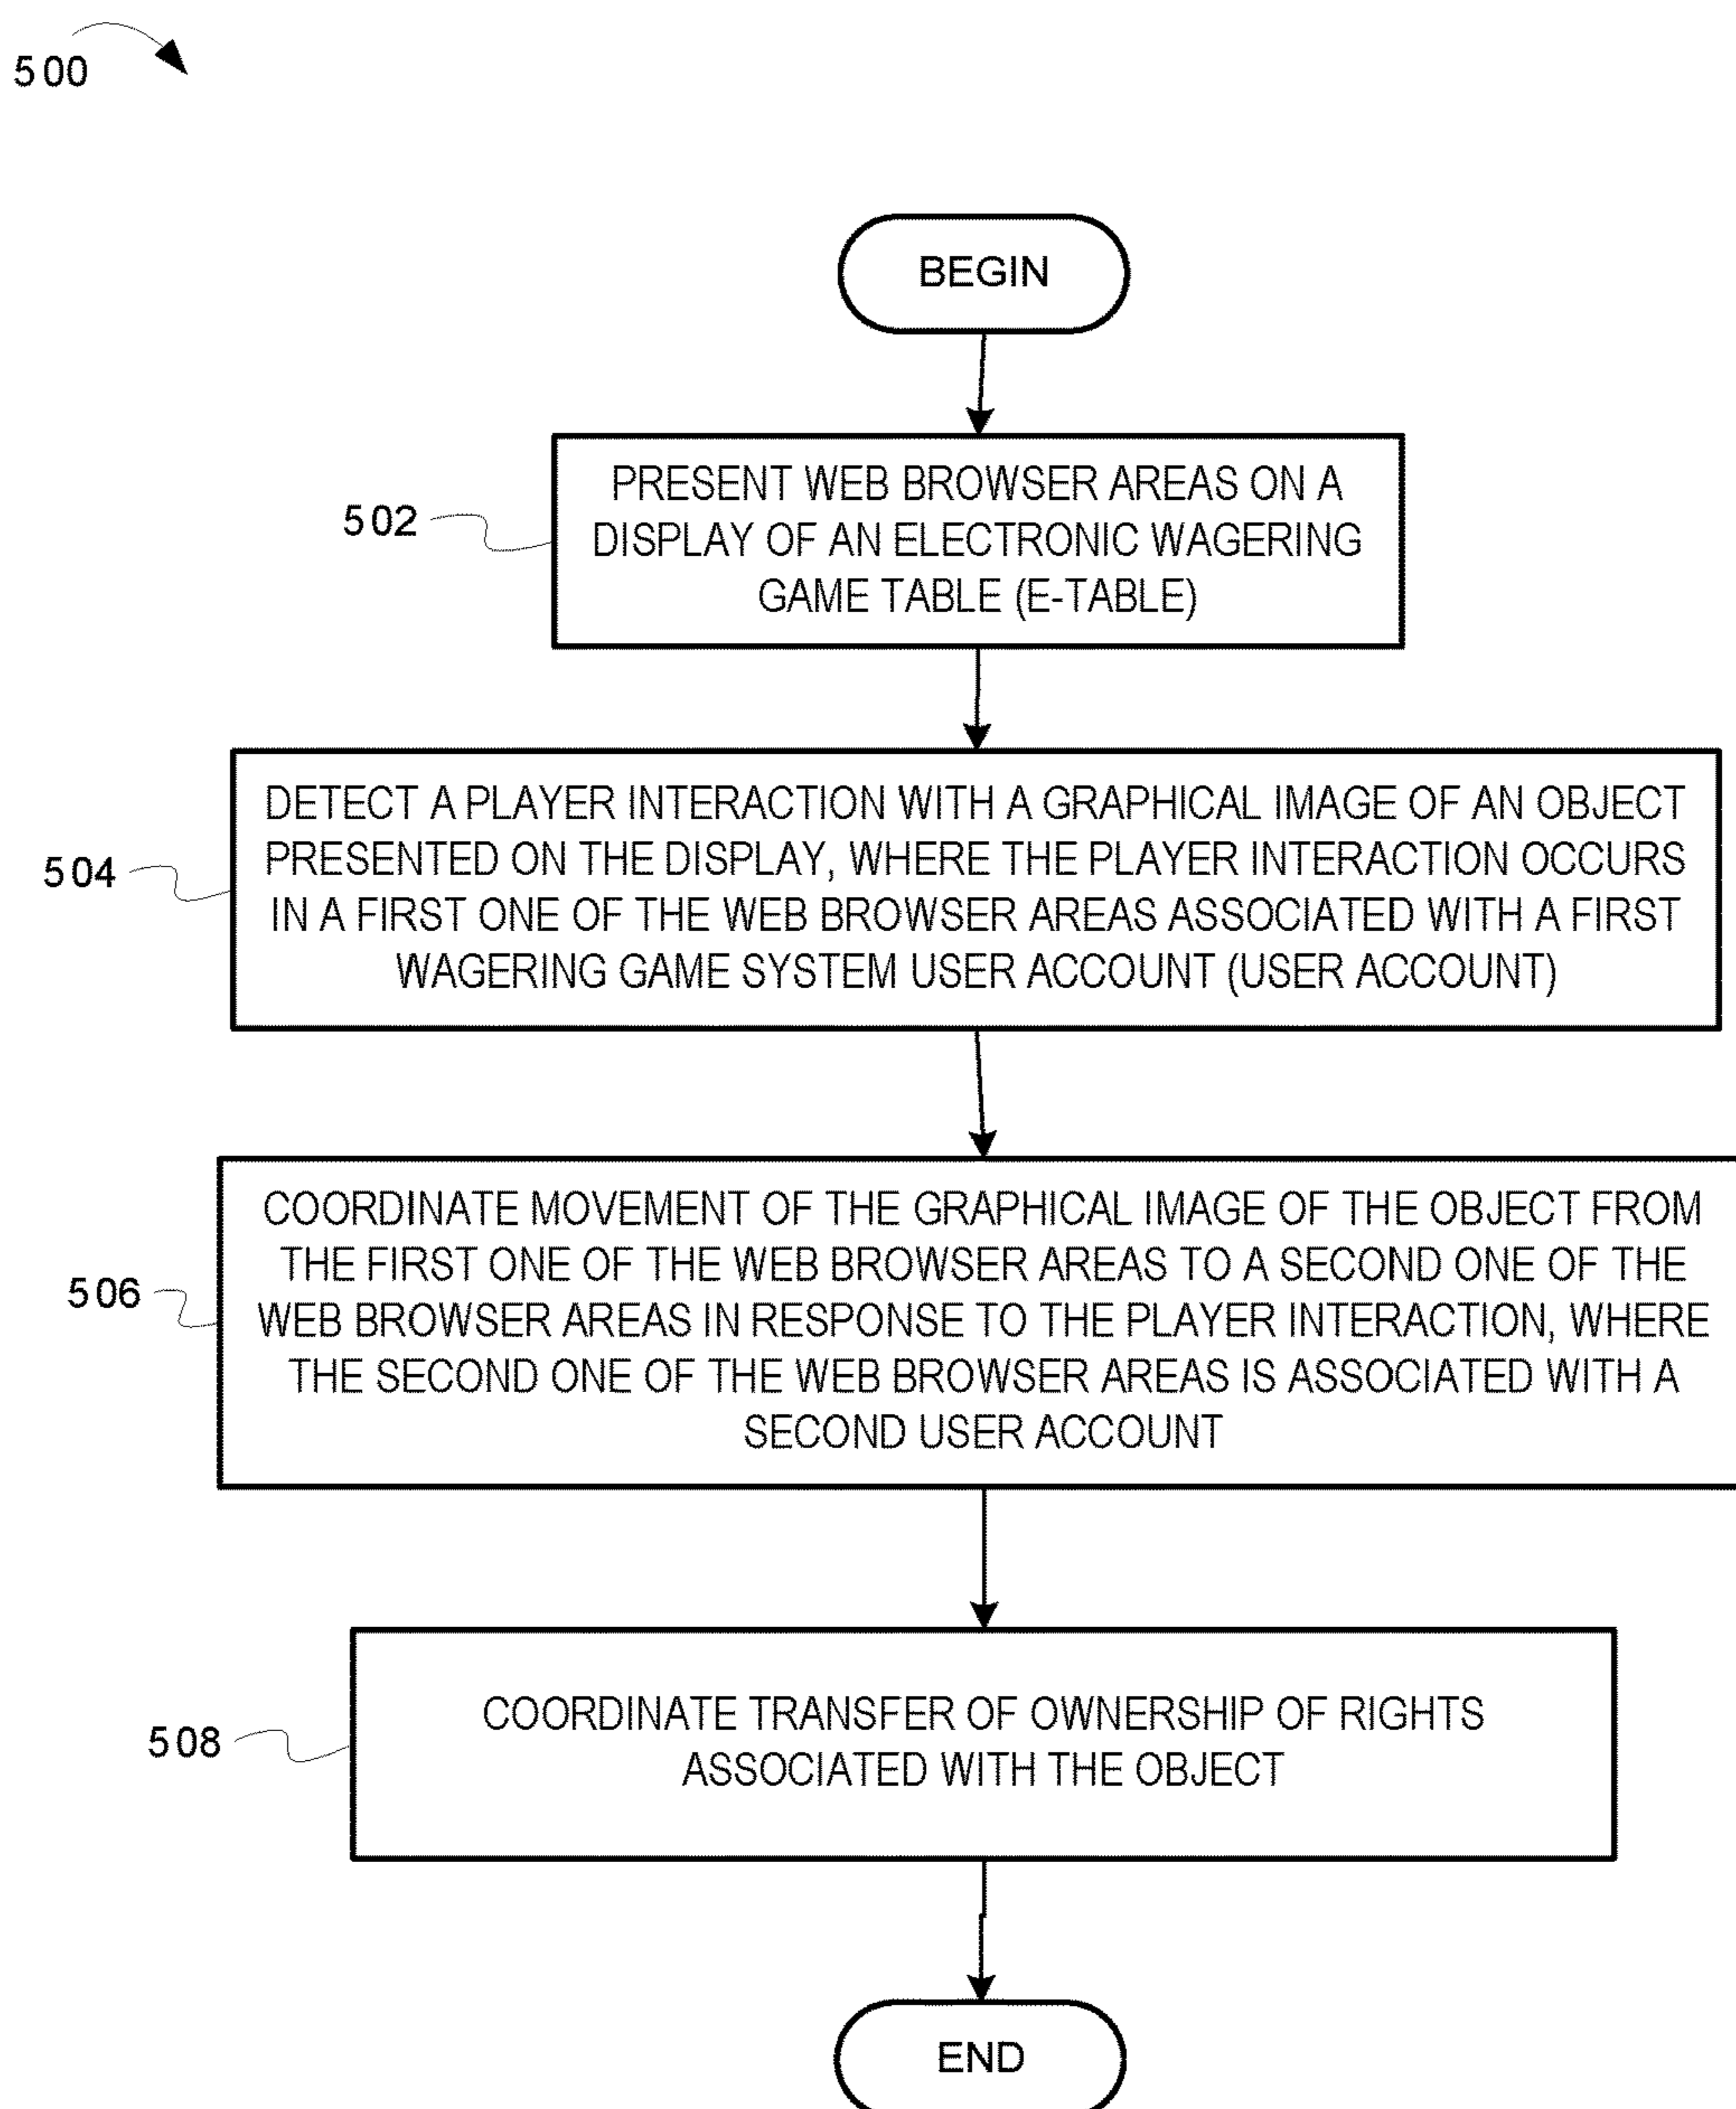 500
BEGIN
502
PRESENT WEB BROWSER AREAS ON A
DISPLAY OF AN ELECTRONIC WAGERING
GAME TABLE (E-TABLE)
504
DETECT A PLAYER INTERACTION WITH A GRAPHICAL IMAGE OF AN OBJECT
PRESENTED ON THE DISPLAY, WHERE THE PLAYER INTERACTION OCCURS
IN A FIRST ONE OF THE WEB BROWSER AREAS ASSOCIATED WITH A FIRST
WAGERING GAME SYSTEM USER ACCOUNT (USER ACCOUNT)
506
COORDINATE MOVEMENT OF THE GRAPHICAL IMAGE OF THE OBJECT FROM
THE FIRST ONE OF THE WEB BROWSER AREAS TO A SECOND ONE OF THE
WEB BROWSER AREAS IN RESPONSE TO THE PLAYER INTERACTION, WHERE
THE SECOND ONE OF THE WEB BROWSER AREAS IS ASSOCIATED WITH A
SECOND USER ACCOUNT
508
COORDINATE TRANSFER OF OWNERSHIP OF RIGHTS
ASSOCIATED WITH THE OBJECT
END